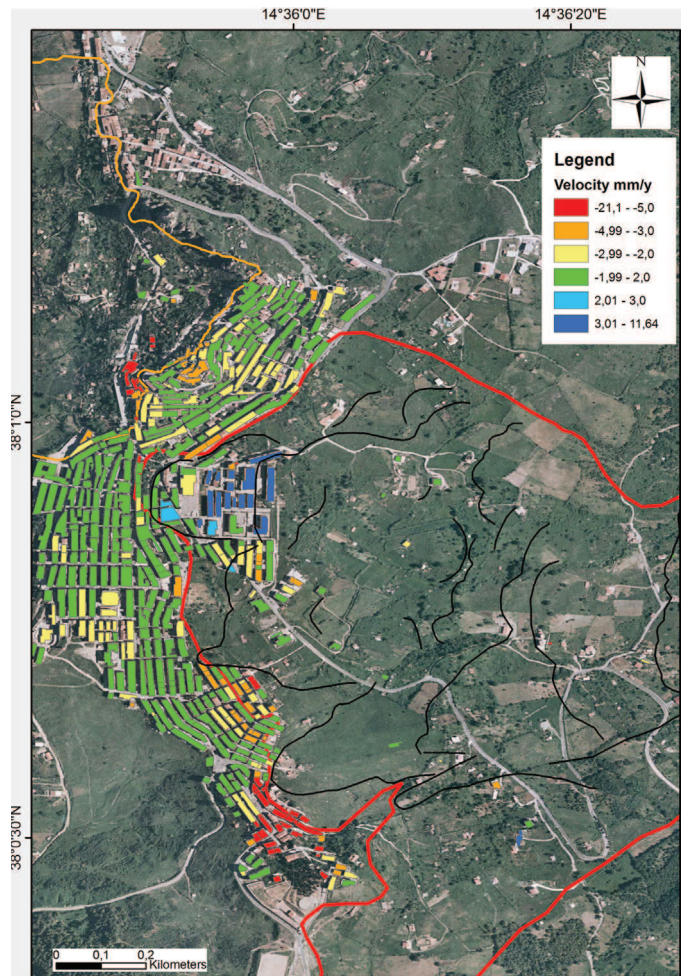 14°36'0"E
14°36'20"E
N
Legend
Velocity mm/y
-21,1 - -5,0
-4,99 - -3,0
-2,99 - -2,0
-1,99 - 2,0
2,01 - 3,0
3,01 - 11,64
38°1'0"N
38°0'30"N
0 0,1 0,2
Kilometers